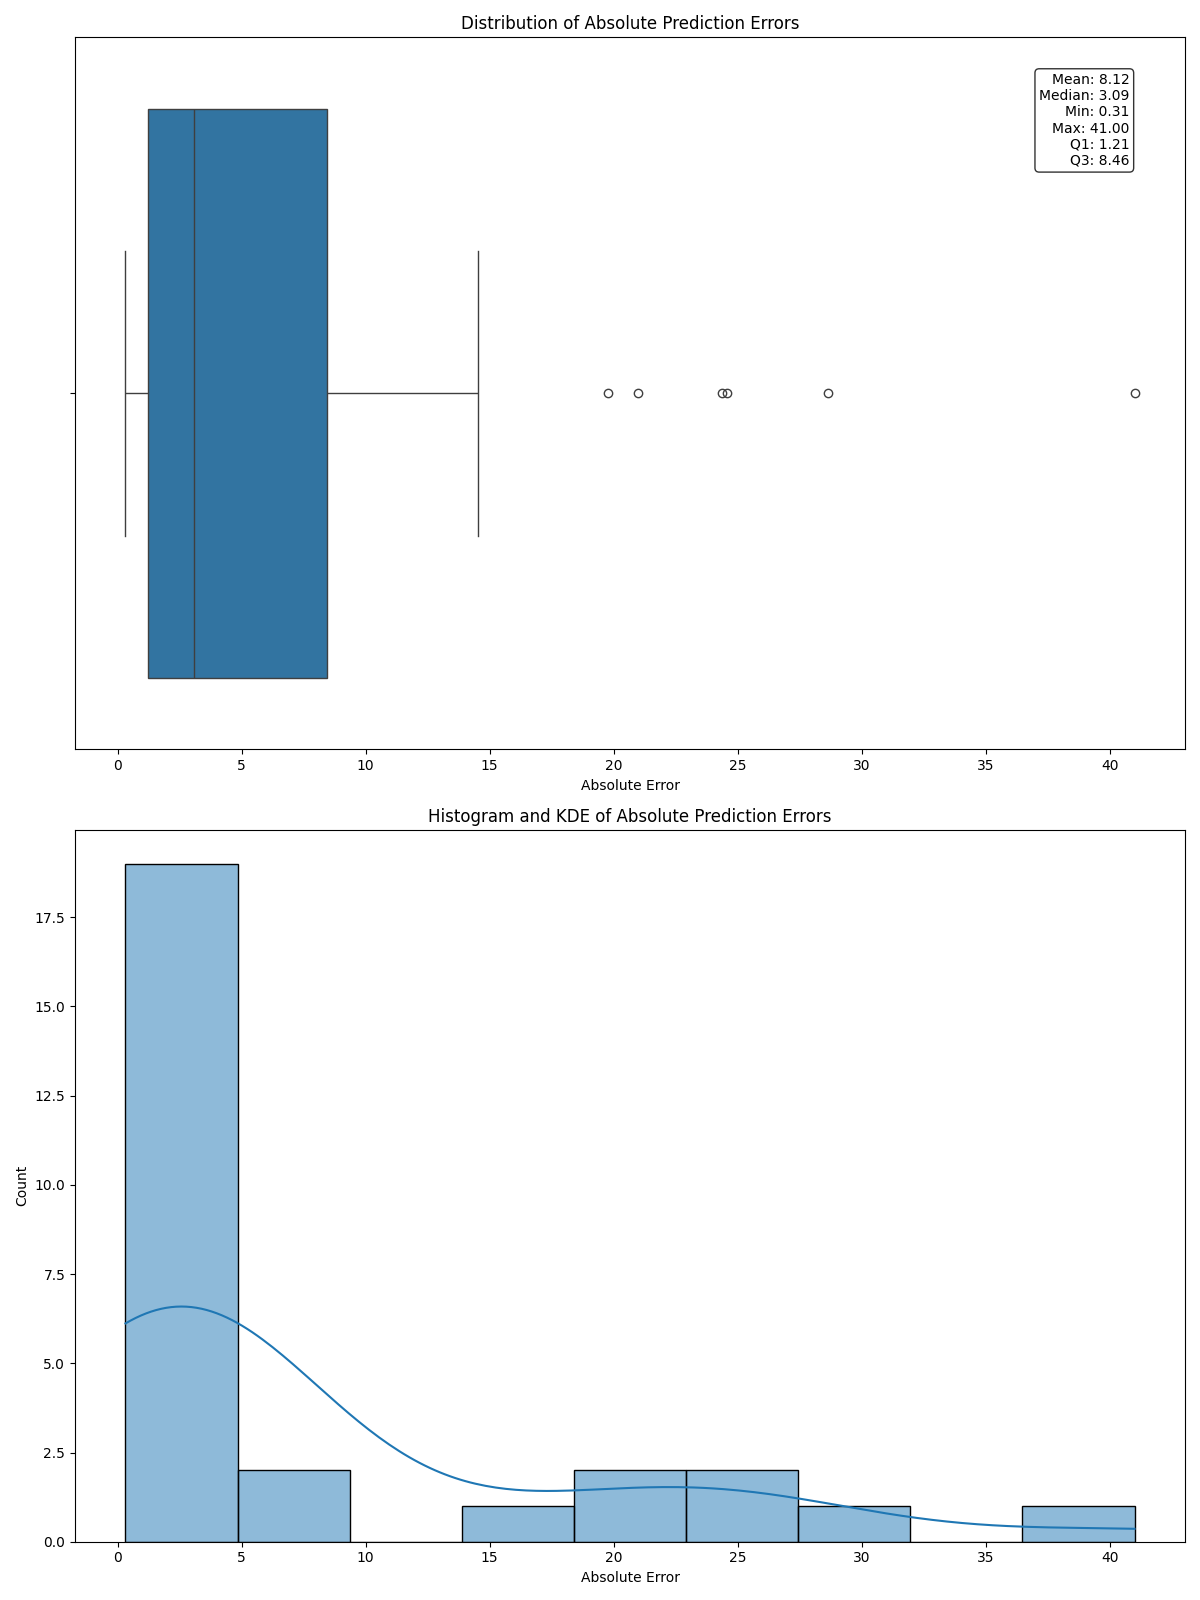 Distribution of Absolute Prediction Errors
Mean: 8.12
Median: 3.09
Min: 0.31
Max: 41.00
Q1: 1.21
Q3: 8.46
0 5 10 15 20 25 30 35 40
Absolute Error
Histogram and KDE of Absolute Prediction Errors
17.5
15.0
12.5
10.0
7.5
5.0
2.5
0.0
Count
0 5 10 15 20 25 30 35 40
Absolute Error